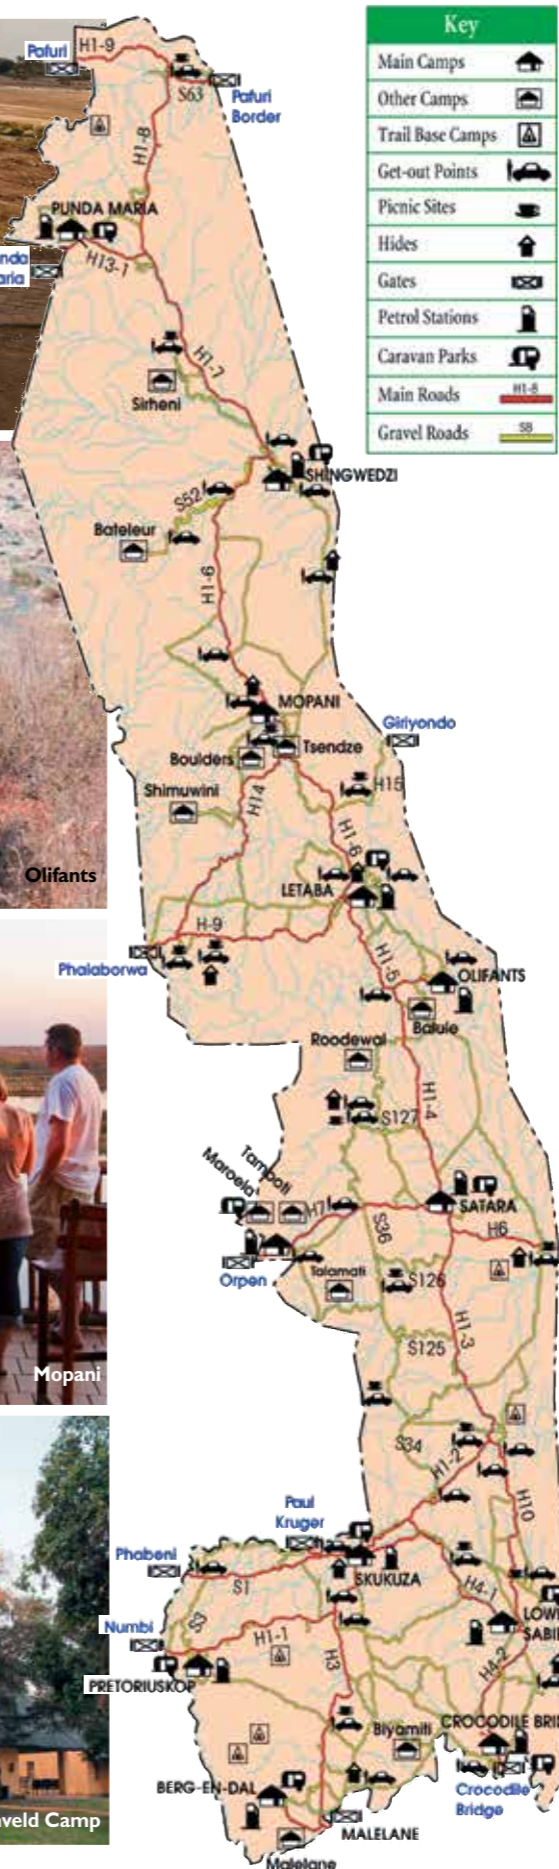 Key
Main Camps
Other Camps
Trail Base Camps
Get-out Points
Picnic Sites
Hides
Gates
Petrol Stations
Caravan Parks
Main Roads H1-8
Gravel Roads S8
Pafuri
H1-9
S63
Pafuri
Border
H1-8
PUNDA MARIA
nda
aria
H13-1
H1-7
Sirheni
SHINGWEDZI
S52
Bateleur
H1-6
MOPANI
Giriyondo
Tsendze
Boulders
Shimuwini
H15
H14
H1-6
Olifants
LETABA
H-9
Phalaborwa
H1-5
OLIFANTS
Balule
Roodewal
H1-4
S127
Tamboti
Maroela
H7
SATARA
S36
H6
Orpen
Talamati
S126
H1-3
S125
Mopani
S34
H1-2
H10
Paul
Kruger
Phabeni
SKUKUZA
S1
H4-1
LOW
SABI
S3
Numbi
H1-1
H3
H4-2
PRETORIUSKOP
Biyamiti
CROCODILE BRI
BERG-EN-DAL
Crocodile
Bridge
nveld Camp
MALELANE
Malelane